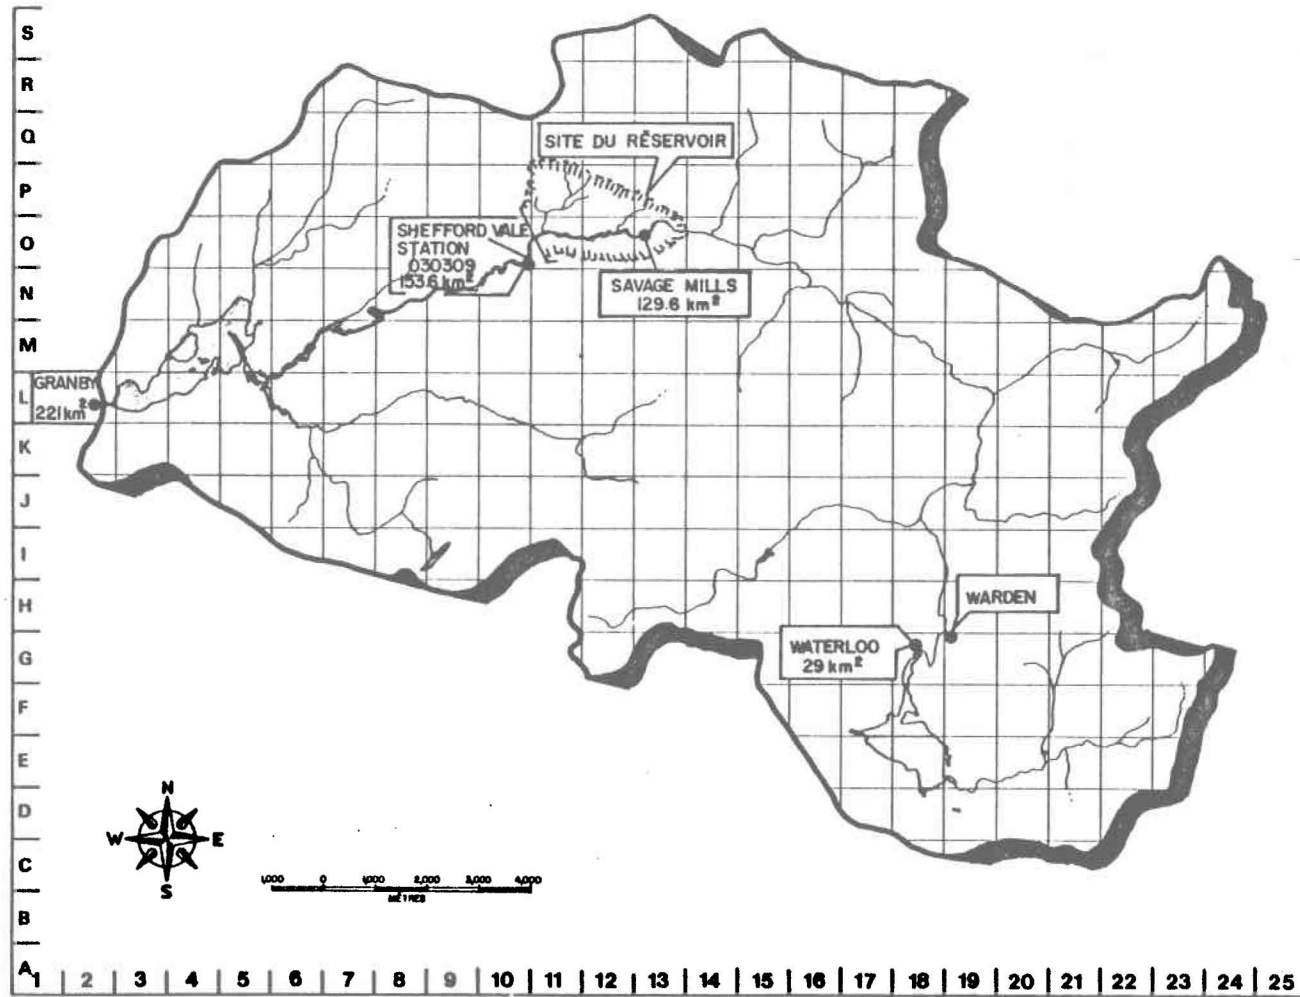 S
R
Q
P
O
N
M
L
K
J
I
H
G
F
E
D
C
B
A
SITE DU RÉSERVOIR
SHEFFORD VALE
STATION
030309
153.6 km²
SAVAGE MILLS
129.6 km²
GRANBY
221 km²
WARDEN
WATERLOO
29 km²
N
W E
S
1,000 0 1,000 2,000 3,000 4,000
MÈTRES
1 2 3 4 5 6 7 8 9 10 11 12 13 14 15 16 17 18 19 20 21 22 23 24 25